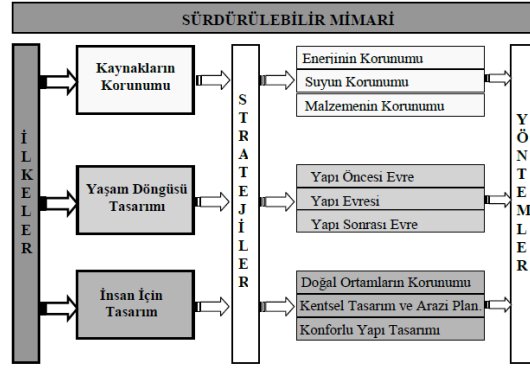 SÜRDÜRÜLEBİLİR MİMARİ
İLKELER
Kaynakların
Korunumu
Yaşam Döngüsü
Tasarımı
İnsan İçin
Tasarım
STRATEJİLER
Enerjinin Korunumu
Suyun Korunumu
Malzemenin Korunumu
Yapı Öncesi Evre
Yapı Evresi
Yapı Sonrası Evre
Doğal Ortamların Korunumu
Kentsel Tasarım ve Arazi Plan.
Konforlu Yapı Tasarımı
YÖNTEMLER